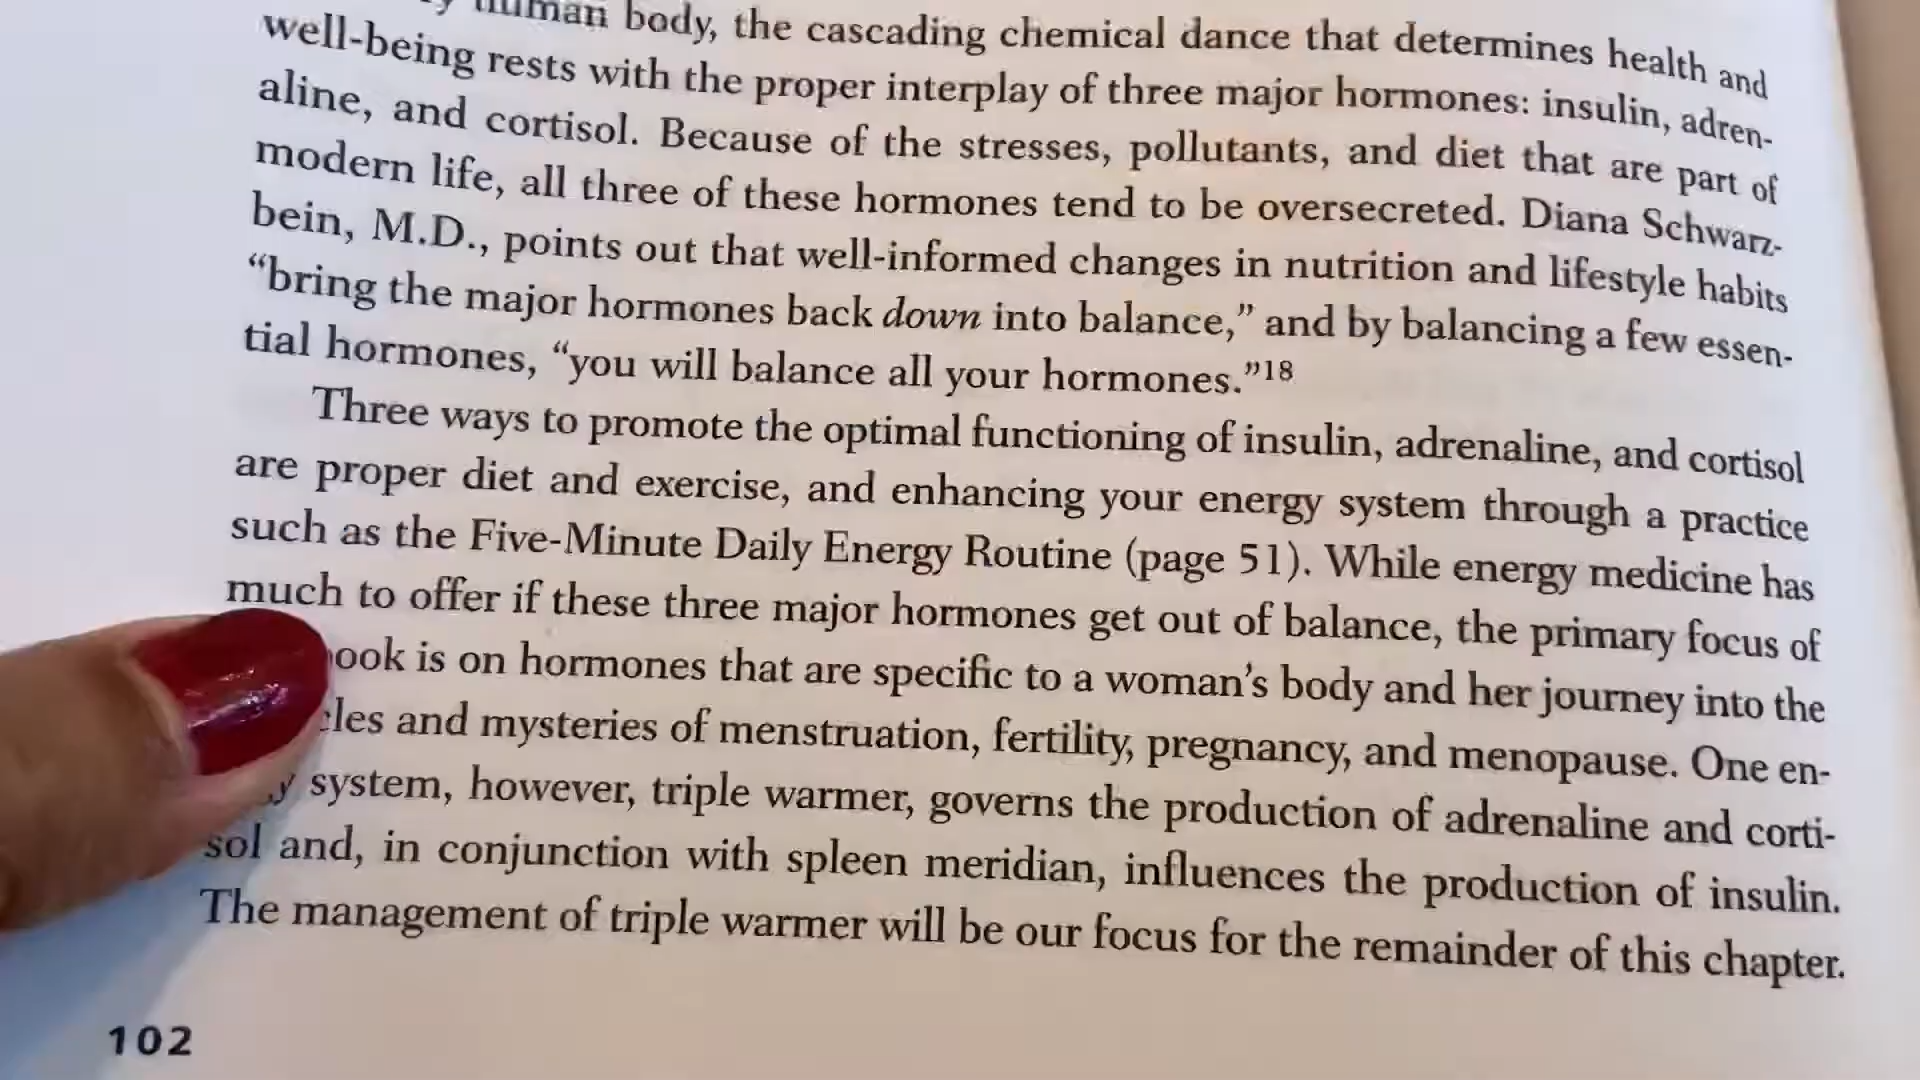 human body, the cascading chemical dance that determines health and
well-being rests with the proper interplay of three major hormones: insulin, adren-
aline, and cortisol. Because of the stresses, pollutants, and diet that are part of
modern life, all three of these hormones tend to be oversecreted. Diana Schwarz-
bein, M.D., points out that well-informed changes in nutrition and lifestyle habits
“bring the major hormones back down into balance,” and by balancing a few essen-
tial hormones, “you will balance all your hormones.”18
Three ways to promote the optimal functioning of insulin, adrenaline, and cortisol
are proper diet and exercise, and enhancing your energy system through a practice
such as the Five-Minute Daily Energy Routine (page 51). While energy medicine has
much to offer if these three major hormones get out of balance, the primary focus of
ook is on hormones that are specific to a woman’s body and her journey into the
cles and mysteries of menstruation, fertility, pregnancy, and menopause. One en-
y system, however, triple warmer, governs the production of adrenaline and corti-
sol and, in conjunction with spleen meridian, influences the production of insulin.
The management of triple warmer will be our focus for the remainder of this chapter.
102